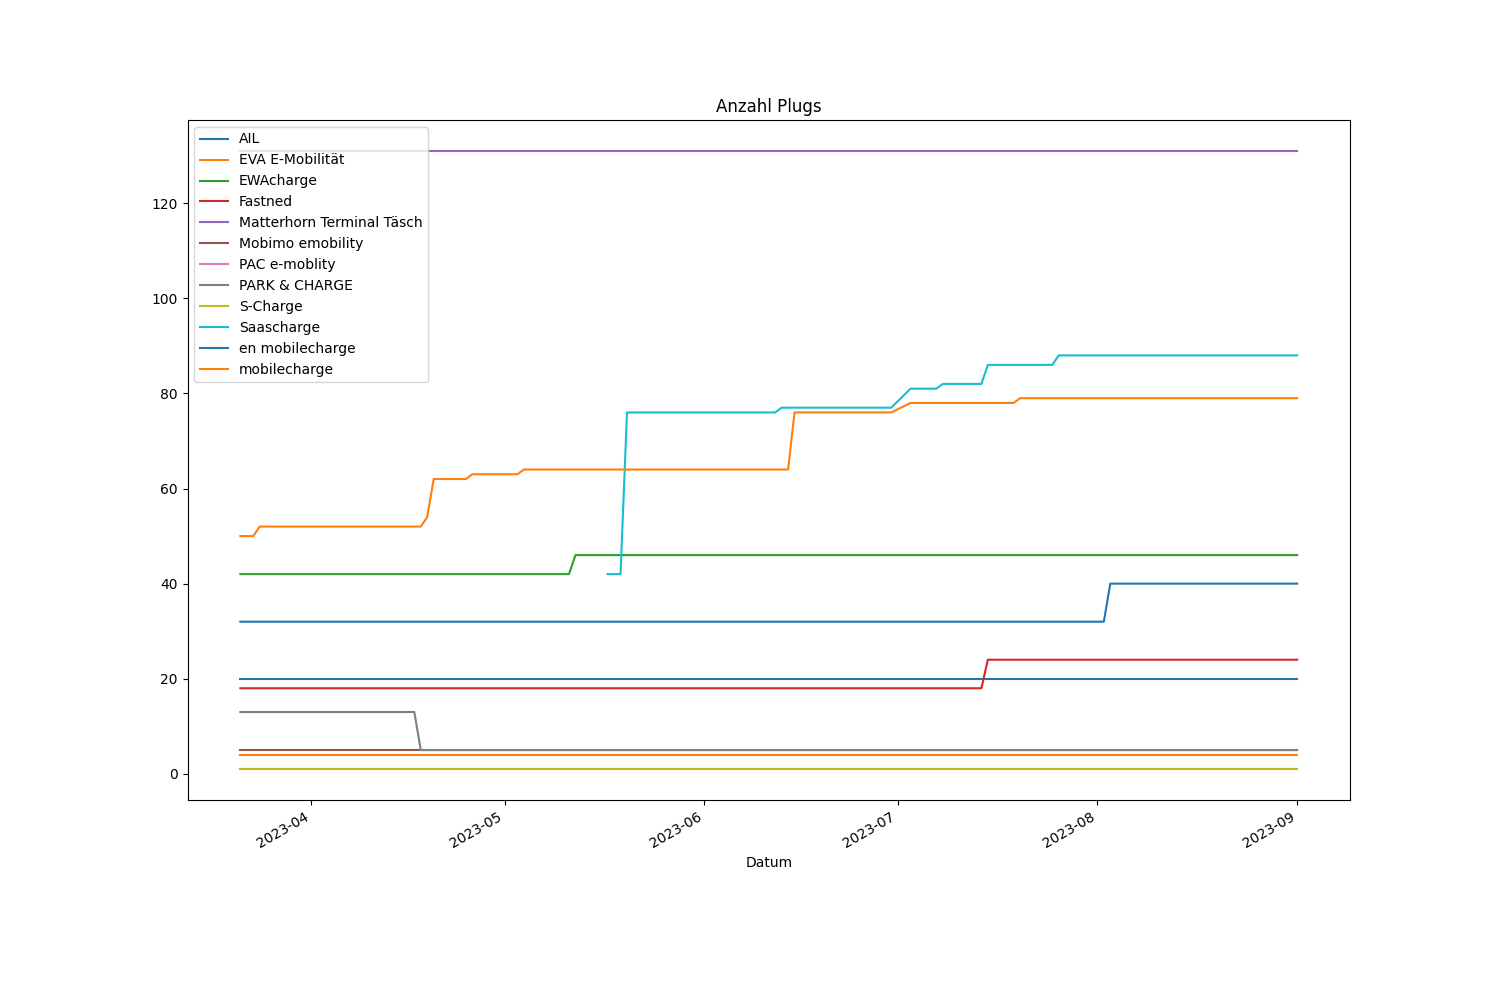 Anzahl Plugs
AIL
EVA E-Mobilität
EWAcharge
Fastned
Matterhorn Terminal Täsch
Mobimo emobility
PAC e-moblity
PARK & CHARGE
S-Charge
Saascharge
en mobilecharge
mobilecharge
120
100
80
60
40
20
0
2023-04
2023-05
2023-06
2023-07
2023-08
2023-09
Datum